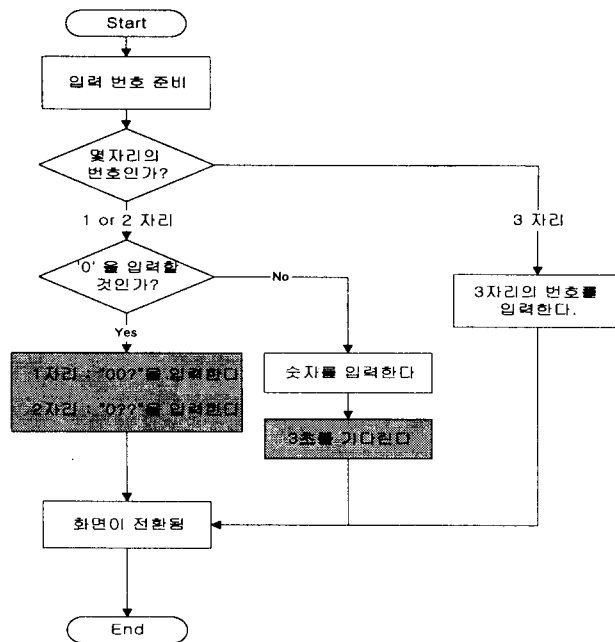 Start
입력 번호 준비
몇자리의
번호인가?
1 or 2 자리
3 자리
'0' 을 입력할
것인가?
No
3자리의 번호를
입력한다.
Yes
1자리 : "00?"을 입력한다
2자리 : "0??"을 입력한다
숫자를 입력한다
3초를 기다린다
화면이 전환됨
End